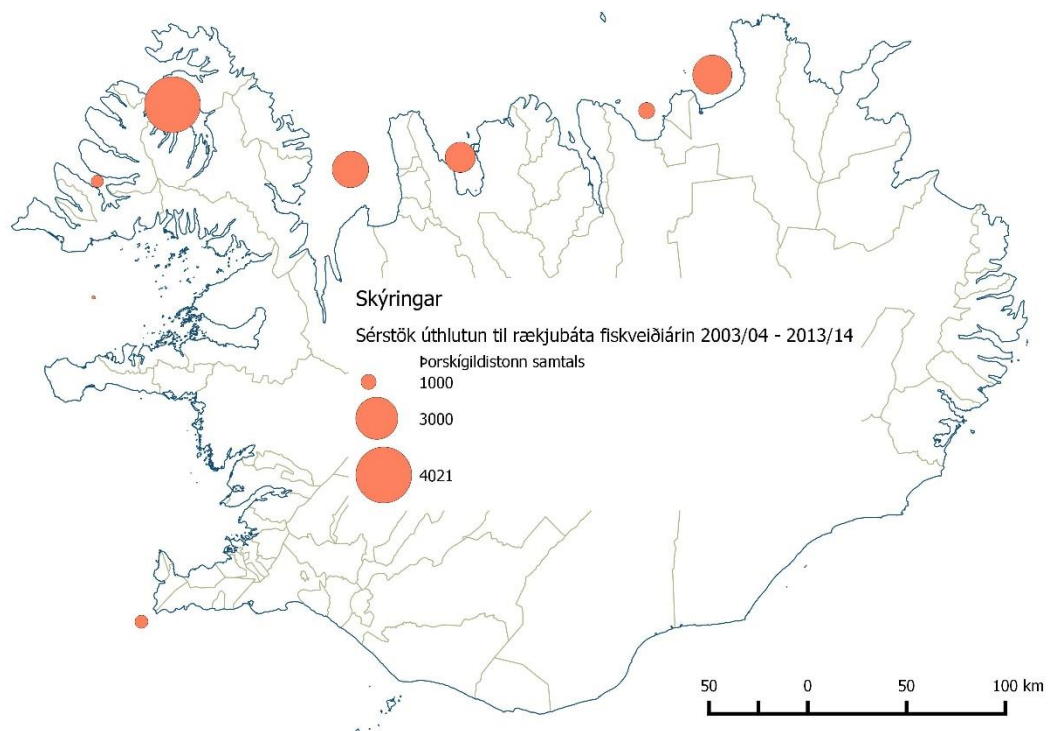 Skýringar
Sérstök úthlutun til rækjubáta fiskveiðiárin 2003/04 - 2013/14
Þorskígildistonn samtals
1000
3000
4021
50 0 50 100 km